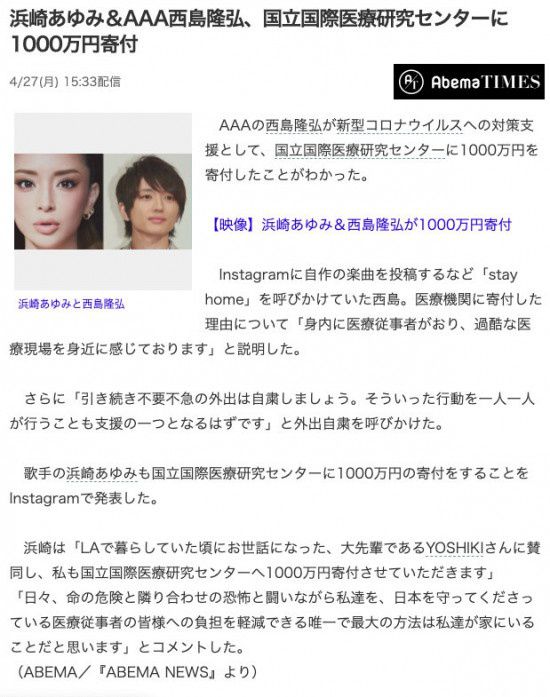 浜崎あゆみ＆AAA西島隆弘、国立国際医療研究センターに
1000万円寄付
4/27(月) 15:33配信
AbemaTIMES
AAAの西島隆弘が新型コロナウイルスへの対策支
援として、国立国際医療研究センターに1000万円を
寄付したことがわかった。
【映像】浜崎あゆみ＆西島隆弘が1000万円寄付
浜崎あゆみと西島隆弘
Instagramに自作の楽曲を投稿するなど「stay
home」を呼びかけていた西島。医療機関に寄付した
理由について「身内に医療従事者がおり、過酷な医
療現場を身近に感じております」と説明した。
さらに「引き続き不要不急の外出は自粛しましょう。そういった行動を一人一人
が行うことも支援の一つとなるはずです」と外出自粛を呼びかけた。
歌手の浜崎あゆみも国立国際医療研究センターに1000万円の寄付をすることを
Instagramで発表した。
浜崎は「LAで暮らしていた頃にお世話になった、大先輩であるYOSHIKIさんに賛
同し、私も国立国際医療研究センターへ1000万円寄付させていただきます」
「日々、命の危険と隣り合わせの恐怖と闘いながら私達を、日本を守ってくださっ
ている医療従事者の皆様への負担を軽減できる唯一で最大の方法は私達が家にいる
ことだと思います」とコメントした。
（ABEMA／『ABEMA NEWS』より）